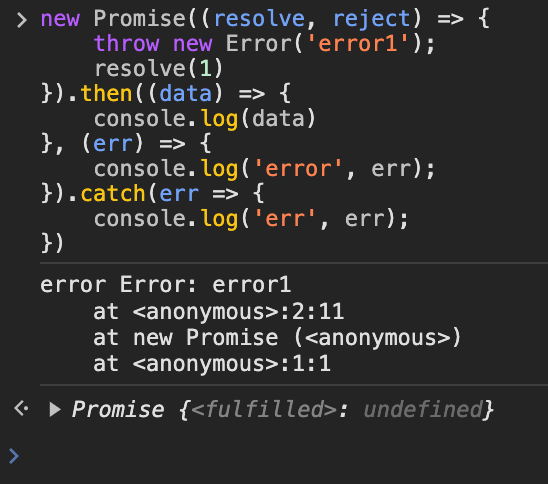 new Promise((resolve, reject) => {
    throw new Error('error1');
    resolve(1)
}).then((data) => {
    console.log(data)
}, (err) => {
    console.log('error', err);
}).catch(err => {
    console.log('err', err);
})
error Error: error1
    at <anonymous>:2:11
    at new Promise (<anonymous>)
    at <anonymous>:1:1
Promise {<fulfilled>: undefined}